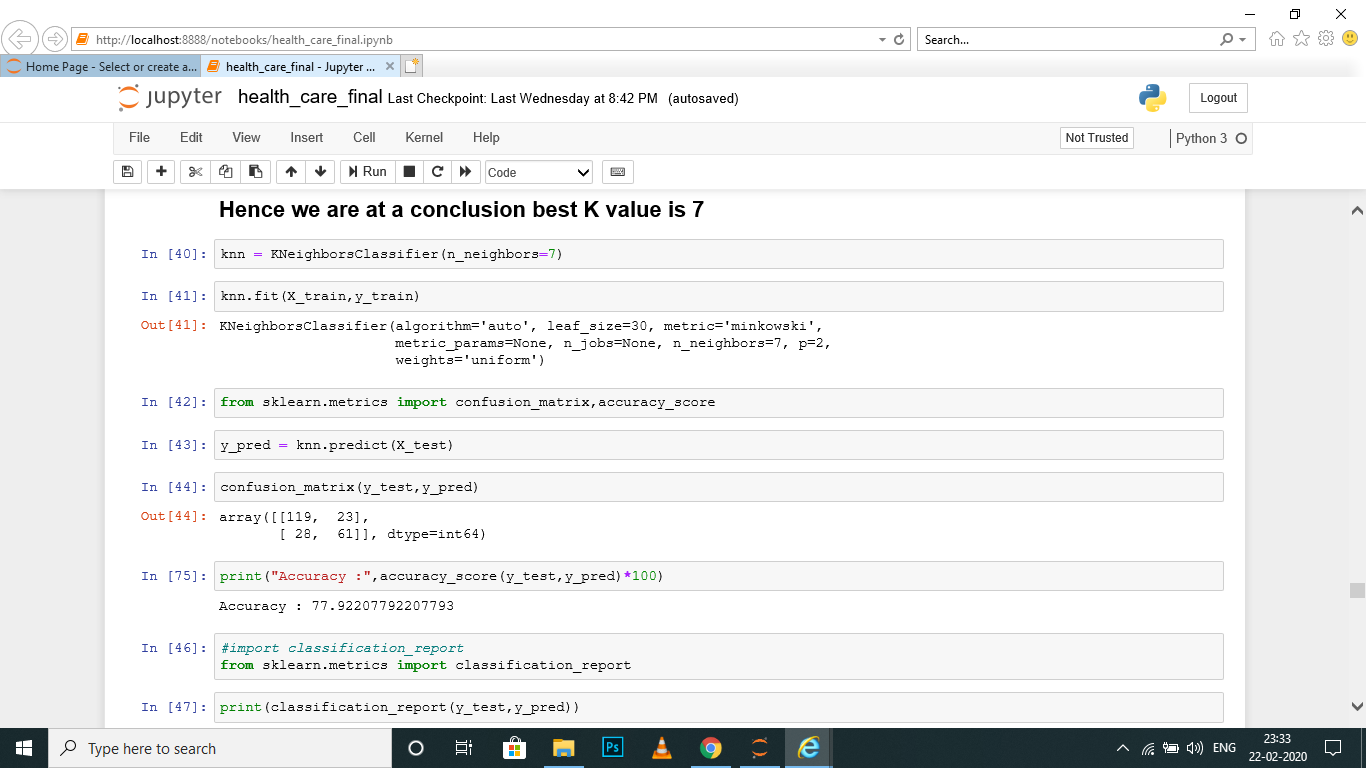 http://localhost:8888/notebooks/health_care_final.ipynb
Search...
Home Page - Select or create a...
health_care_final - Jupyter ...
jupyter health_care_final Last Checkpoint: Last Wednesday at 8:42 PM (autosaved)
Logout
File Edit View Insert Cell Kernel Help
Not Trusted
Python 3
Run
Code
Hence we are at a conclusion best K value is 7
In [40]: knn = KNeighborsClassifier(n_neighbors=7)
In [41]: knn.fit(X_train,y_train)
Out[41]: KNeighborsClassifier(algorithm='auto', leaf_size=30, metric='minkowski',
metric_params=None, n_jobs=None, n_neighbors=7, p=2,
weights='uniform')
In [42]: from sklearn.metrics import confusion_matrix,accuracy_score
In [43]: y_pred = knn.predict(X_test)
In [44]: confusion_matrix(y_test,y_pred)
Out[44]: array([[119, 23],
[ 28, 61]], dtype=int64)
In [75]: print("Accuracy :",accuracy_score(y_test,y_pred)*100)
Accuracy : 77.92207792207793
In [46]: #import classification_report
from sklearn.metrics import classification_report
In [47]: print(classification_report(y_test,y_pred))
Type here to search
Ps
ENG
23:33
22-02-2020